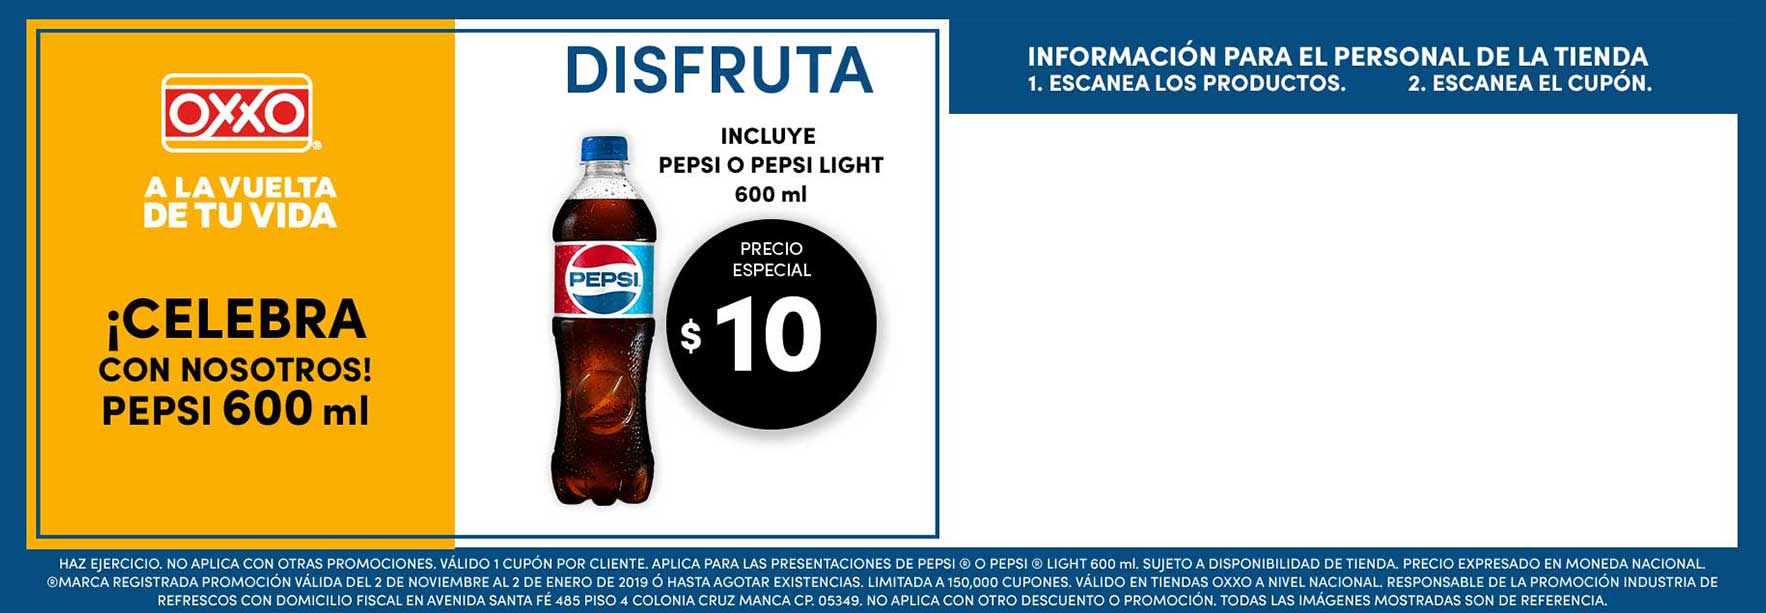 OXXO®
A LA VUELTA
DE TU VIDA
¡CELEBRA
CON NOSOTROS!
PEPSI 600 ml
DISFRUTA
INCLUYE
PEPSI O PEPSI LIGHT
600 ml
PEPSI
PRECIO
ESPECIAL
$ 10
INFORMACIÓN PARA EL PERSONAL DE LA TIENDA
1. ESCANEA LOS PRODUCTOS. 2. ESCANEA EL CUPÓN.
HAZ EJERCICIO. NO APLICA CON OTRAS PROMOCIONES. VÁLIDO 1 CUPÓN POR CLIENTE. APLICA PARA LAS PRESENTACIONES DE PEPSI ® O PEPSI ® LIGHT 600 ml. SUJETO A DISPONIBILIDAD DE TIENDA. PRECIO EXPRESADO EN MONEDA NACIONAL.
®MARCA REGISTRADA PROMOCIÓN VÁLIDA DEL 2 DE NOVIEMBRE AL 2 DE ENERO DE 2019 Ó HASTA AGOTAR EXISTENCIAS. LIMITADA A 150,000 CUPONES. VÁLIDO EN TIENDAS OXXO A NIVEL NACIONAL. RESPONSABLE DE LA PROMOCIÓN INDUSTRIA DE
REFRESCOS CON DOMICILIO FISCAL EN AVENIDA SANTA FÉ 485 PISO 4 COLONIA CRUZ MANCA CP. 05349. NO APLICA CON OTRO DESCUENTO O PROMOCIÓN. TODAS LAS IMÁGENES MOSTRADAS SON DE REFERENCIA.